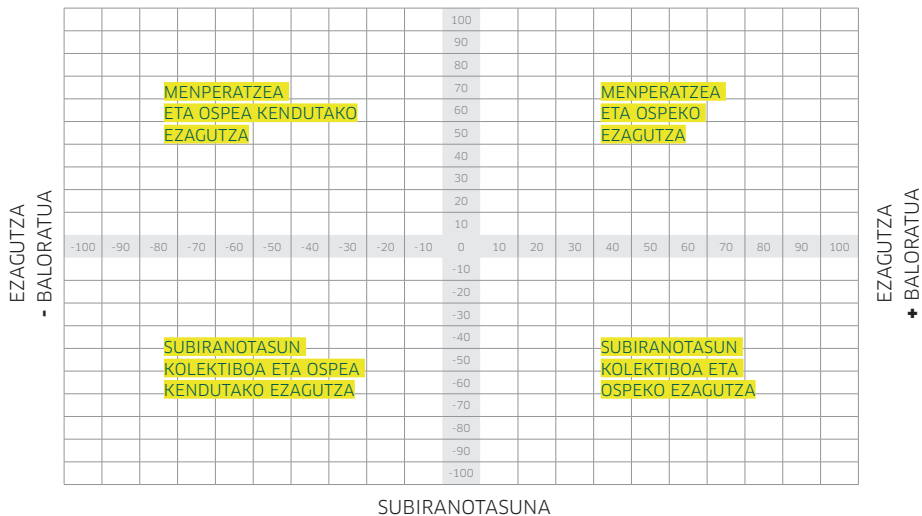 100
90
80
70
60
50
40
30
20
10
MENPERATZEA
ETA OSPEA KENDUTAKO
EZAGUTZA
MENPERATZEA
ETA OSPEKO
EZAGUTZA
EZAGUTZA
- BALORATUA
-100 -90 -80 -70 -60 -50 -40 -30 -20 -10 0 10 20 30 40 50 60 70 80 90 100
EZAGUTZA
+ BALORATUA
-10
-20
-30
-40
-50
-60
-70
-80
-90
-100
SUBIRANOTASUN
KOLEKTIBOA ETA OSPEA
KENDUTAKO EZAGUTZA
SUBIRANOTASUN
KOLEKTIBOA ETA
OSPEKO EZAGUTZA
SUBIRANOTASUNA